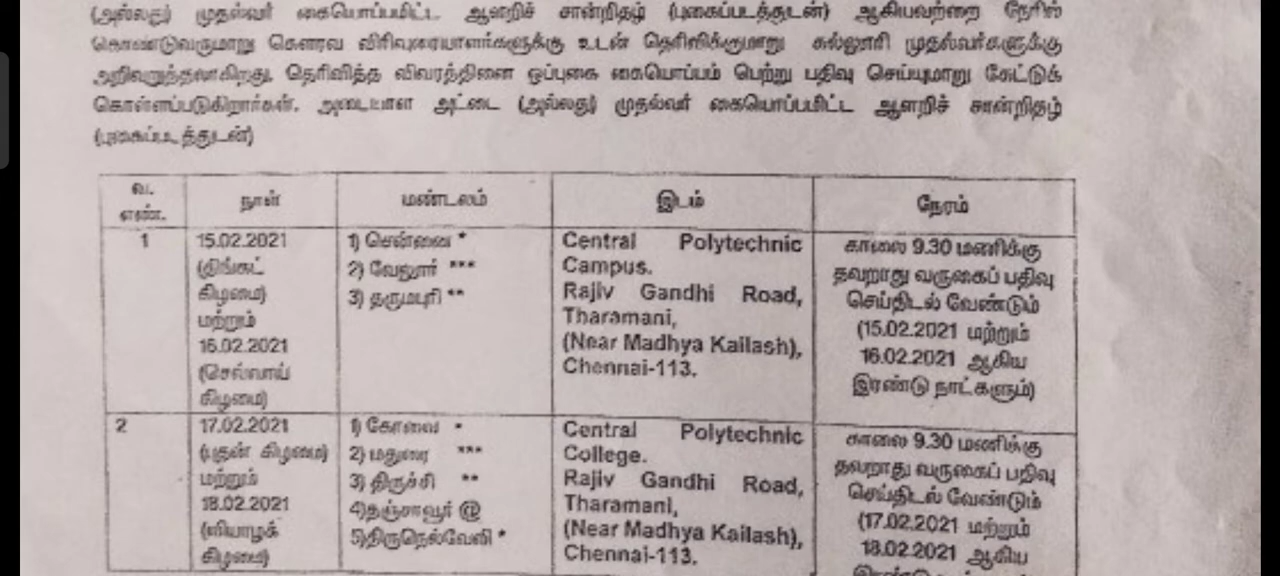 (அல்லது) முதல்வர் கையொப்பமிட்ட ஆளறிச் சான்றிதழ் (புகைப்படத்துடன்) ஆகியவற்றை நேரில்
கொண்டுவருமாறு கௌரவ விரிவுரையாளர்களுக்கு உடன் தெரிவிக்குமாறு கல்லூரி முதல்வர்களுக்கு
அறிவுறுத்தலாகிறது. தெரிவித்த விவரத்தினை ஒப்புகை கையொப்பம் பெற்று பதிவு செய்யுமாறு கேட்டுக்
கொள்ளப்படுகிறார்கள். அடையாள அட்டை (அல்லது) முதல்வர் கையொப்பமிட்ட ஆளறிச் சான்றிதழ்
(புகைப்படத்துடன்)
வ.
எண். நாள் மண்டலம் இடம் நேரம்
1
15.02.2021
(திங்கட்
கிழமை)
மற்றும்
16.02.2021
(செவ்வாய்
கிழமை)
1) சென்னை *
2) வேலூர் ***
3) தருமபுரி **
Central Polytechnic
Campus.
Rajiv Gandhi Road,
Tharamani,
(Near Madhya Kailash),
Chennai-113.
காலை 9.30 மணிக்கு
தவறாது வருகைப் பதிவு
செய்திடல் வேண்டும்
(15.02.2021 மற்றும்
16.02.2021 ஆகிய
இரண்டு நாட்களும்)
2
17.02.2021
(புதன் கிழமை)
மற்றும்
18.02.2021
(வியாழக்
கிழமை)
1) கோவை *
2) மதுரை ***
3) திருச்சி **
4)தஞ்சாவூர் @
5)திருநெல்வேலி *
Central Polytechnic
College.
Rajiv Gandhi Road,
Tharamani,
(Near Madhya Kailash),
Chennai-113.
காலை 9.30 மணிக்கு
தவறாது வருகைப் பதிவு
செய்திடல் வேண்டும்
(17.02.2021 மற்றும்
18.02.2021 ஆகிய